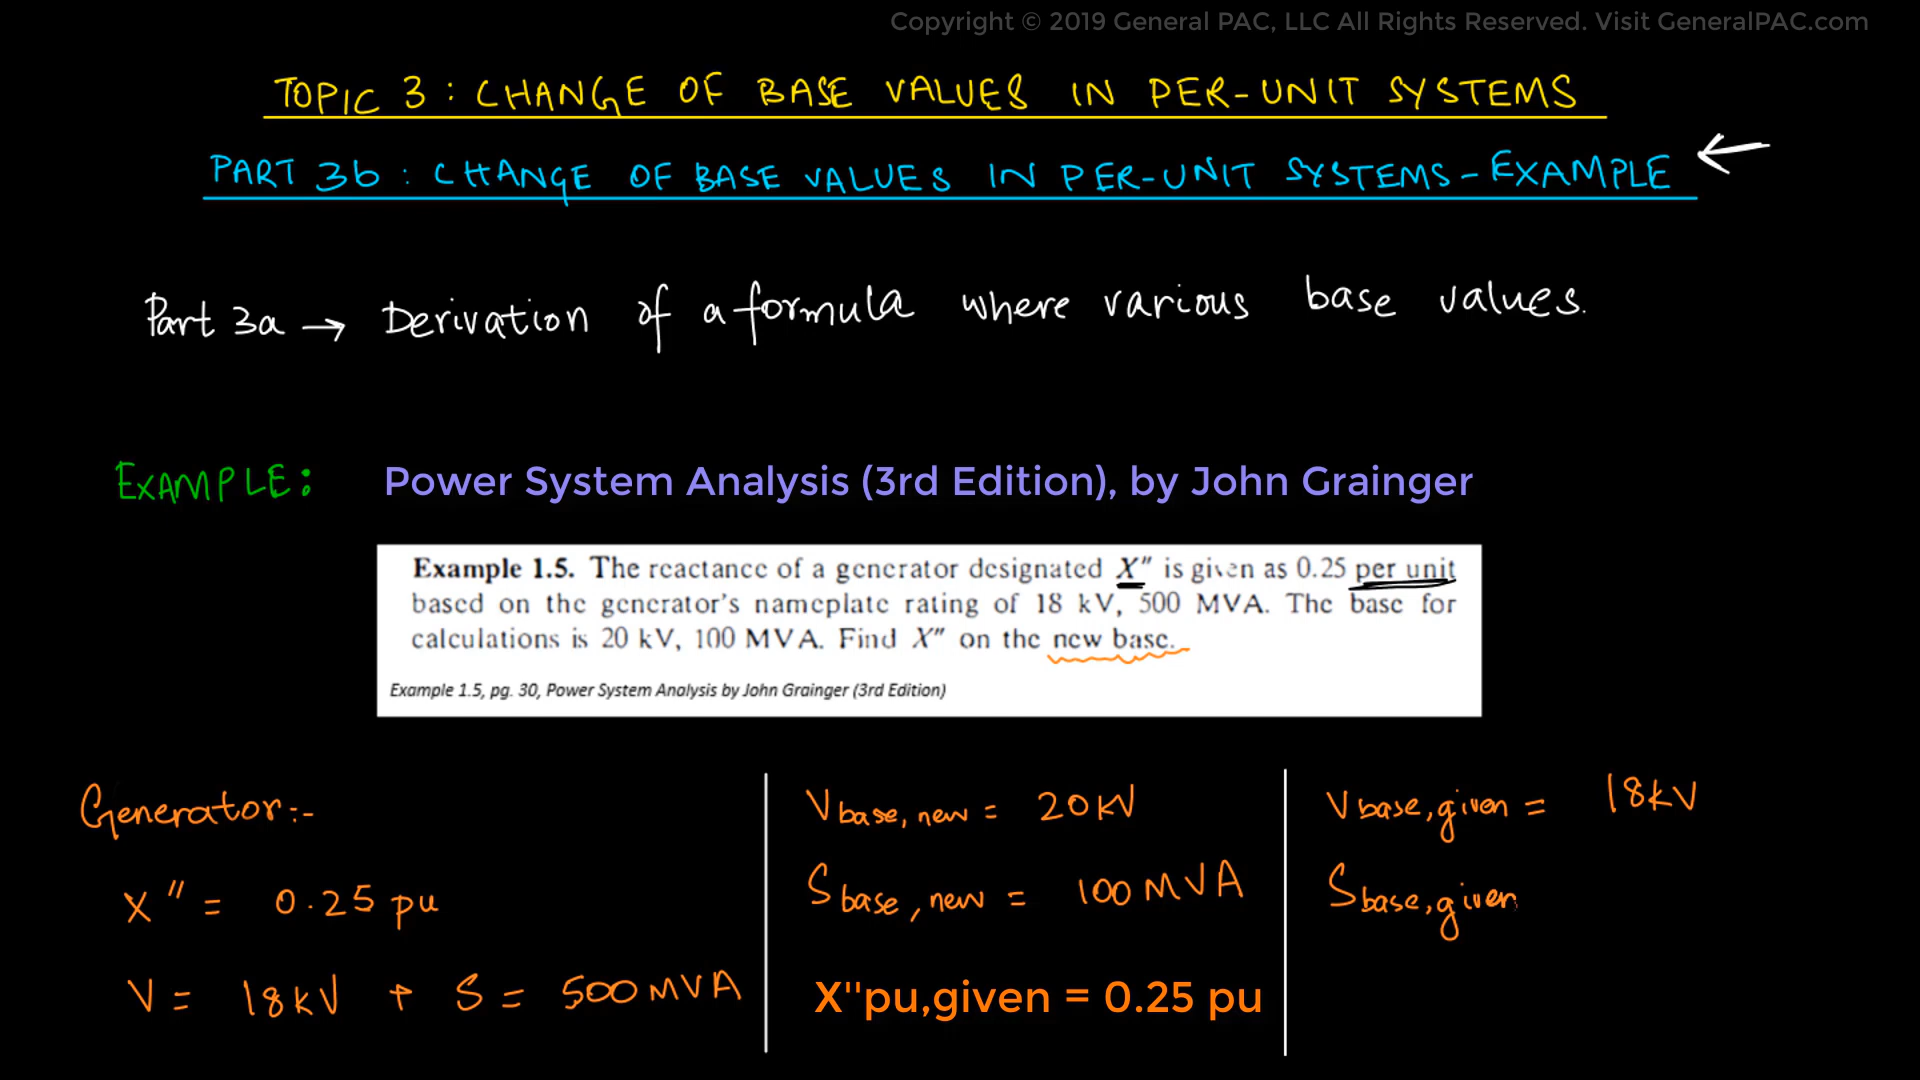 Copyright © 2019 General PAC, LLC All Rights Reserved. Visit GeneralPAC.com
TOPIC 3 : CHANGE OF BASE VALUES IN PER-UNIT SYSTEMS
PART 3b : CHANGE OF BASE VALUES IN PER-UNIT SYSTEMS - EXAMPLE ←
Part 3a → Derivation of a formula where various base values.
EXAMPLE: Power System Analysis (3rd Edition), by John Grainger
Example 1.5. The reactance of a generator designated X" is given as 0.25 per unit
based on the generator's nameplate rating of 18 kV, 500 MVA. The base for
calculations is 20 kV, 100 MVA. Find X" on the new base.
Example 1.5, pg. 30, Power System Analysis by John Grainger (3rd Edition)
Generator:-
X" = 0.25 pu
V = 18kV + S = 500MVA
Vbase, new = 20kV
Sbase, new = 100 MVA
X"pu,given = 0.25 pu
Vbase,given = 18kV
Sbase,given